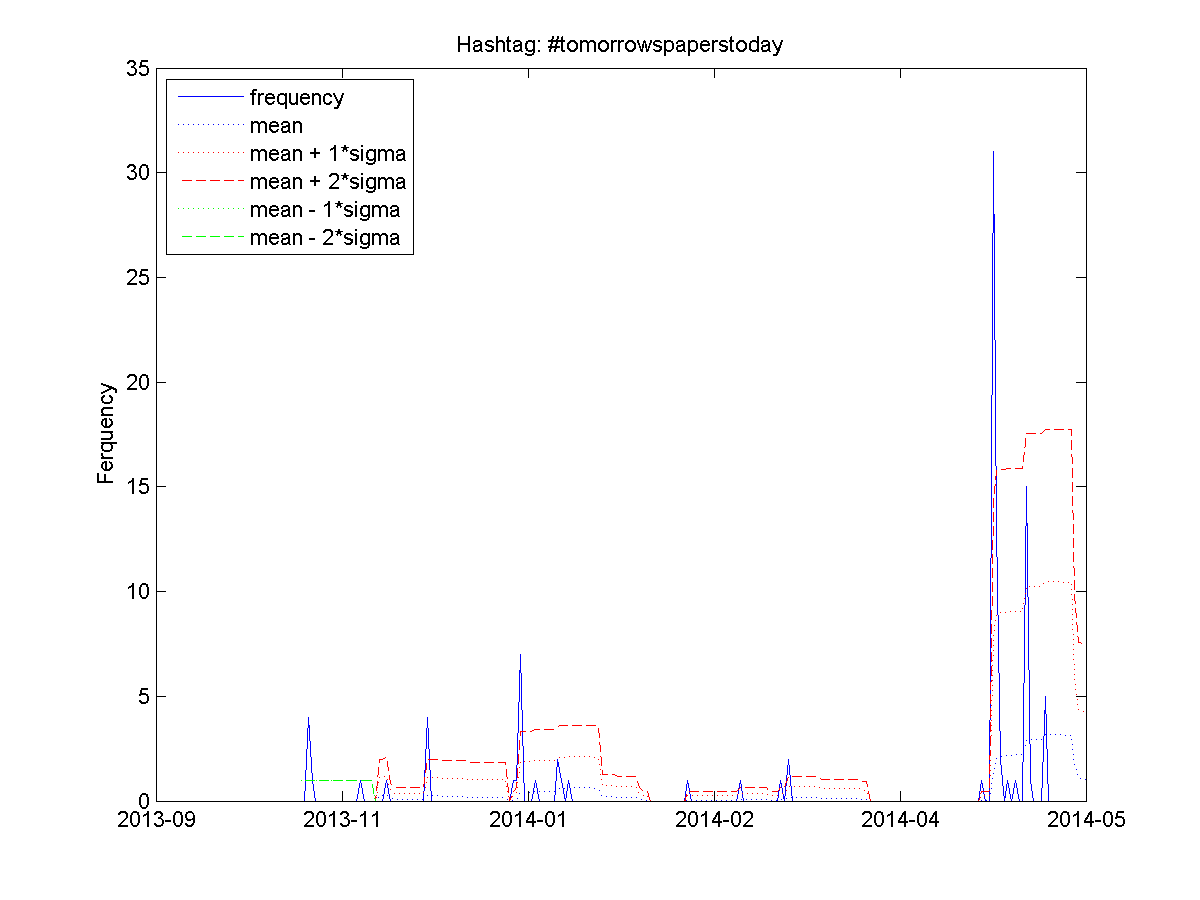 Hashtag: #tomorrowspaperstoday
35
30
25
20
15
10
5
0
Ferquency
frequency
mean
mean + 1*sigma
mean + 2*sigma
mean - 1*sigma
mean - 2*sigma
2013-09 2013-11 2014-01 2014-02 2014-04 2014-05